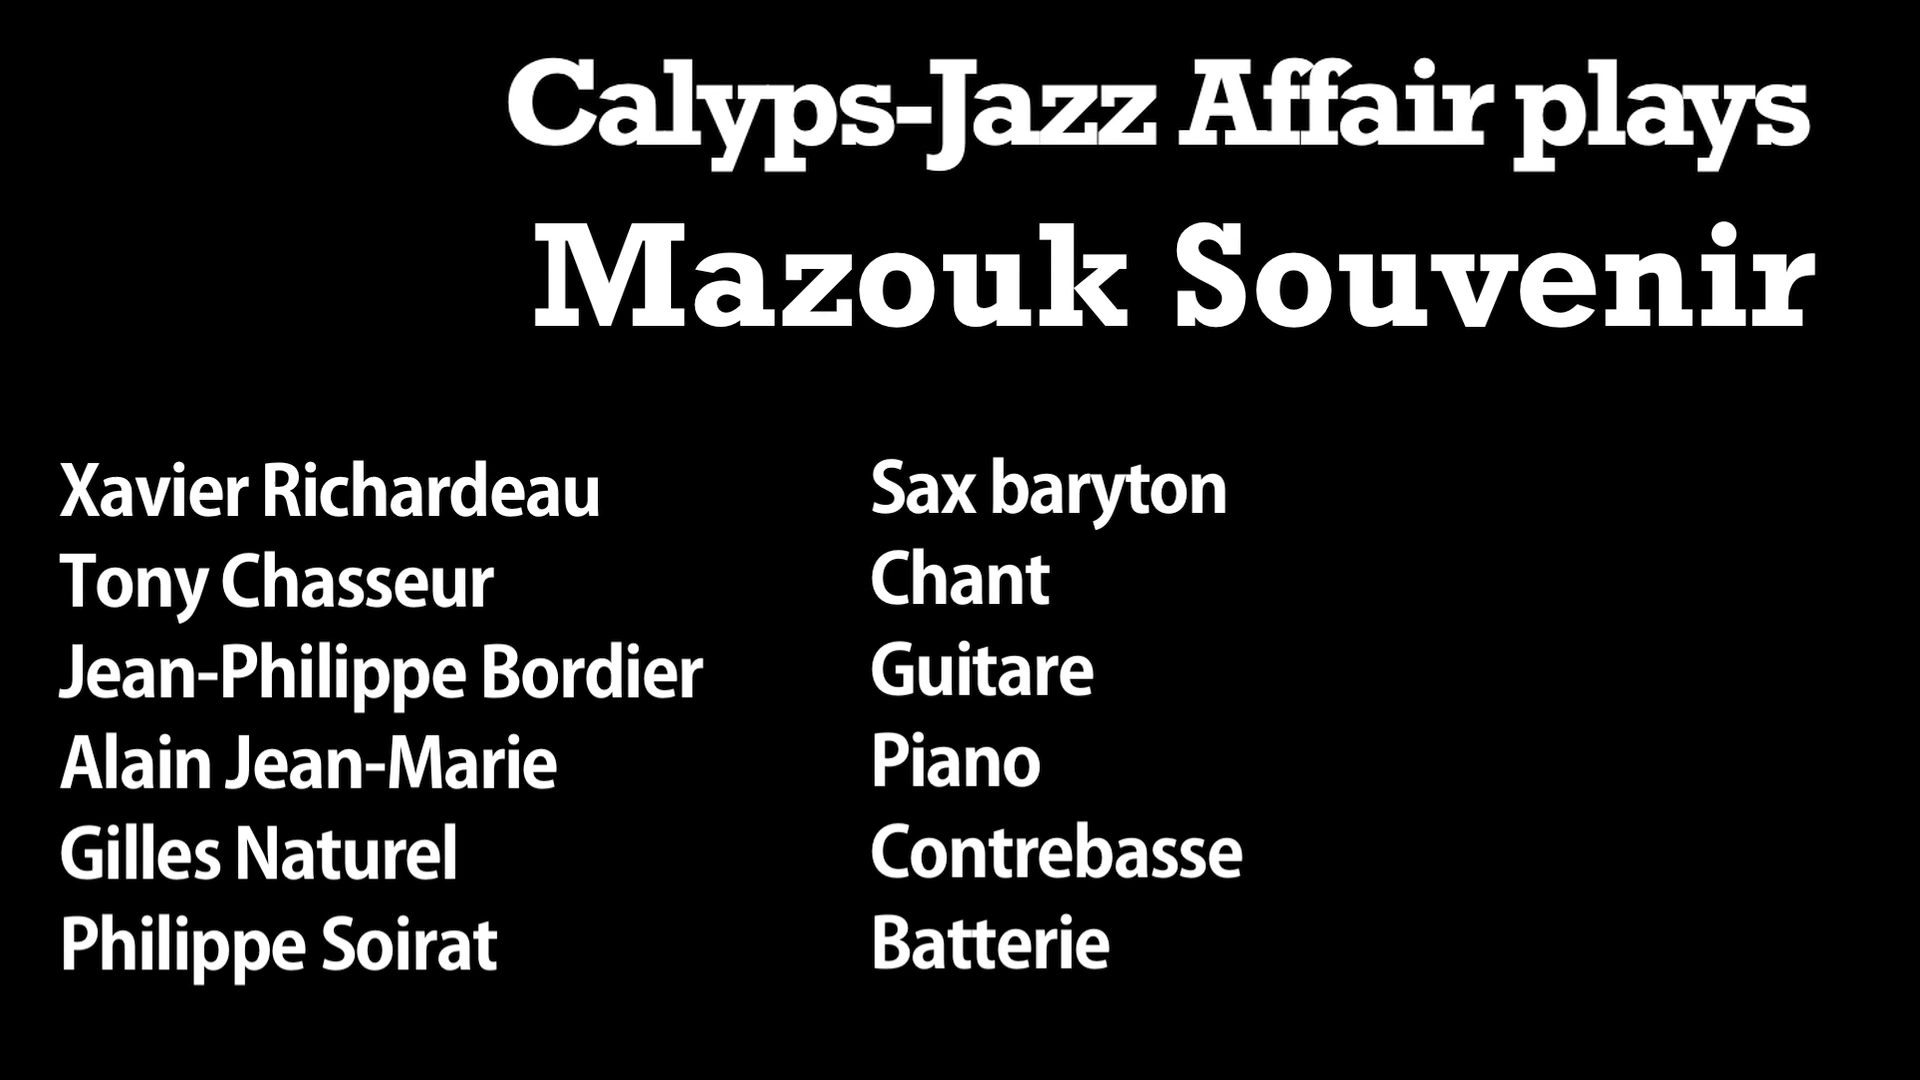 Calyps-Jazz Affair plays
Mazouk Souvenir
Xavier Richardeau Sax baryton
Tony Chasseur Chant
Jean-Philippe Bordier Guitare
Alain Jean-Marie Piano
Gilles Naturel Contrebasse
Philippe Soirat Batterie